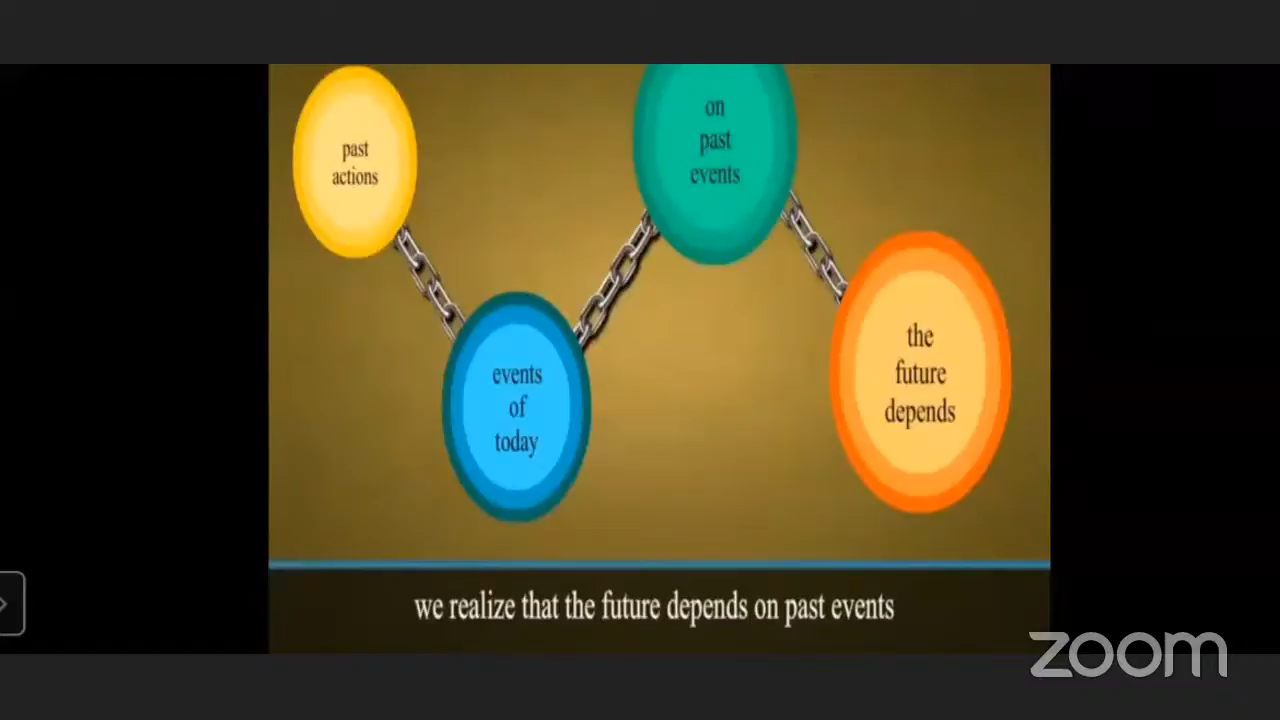 past
actions
events
of
today
on
past
events
the
future
depends
we realize that the future depends on past events
zoom